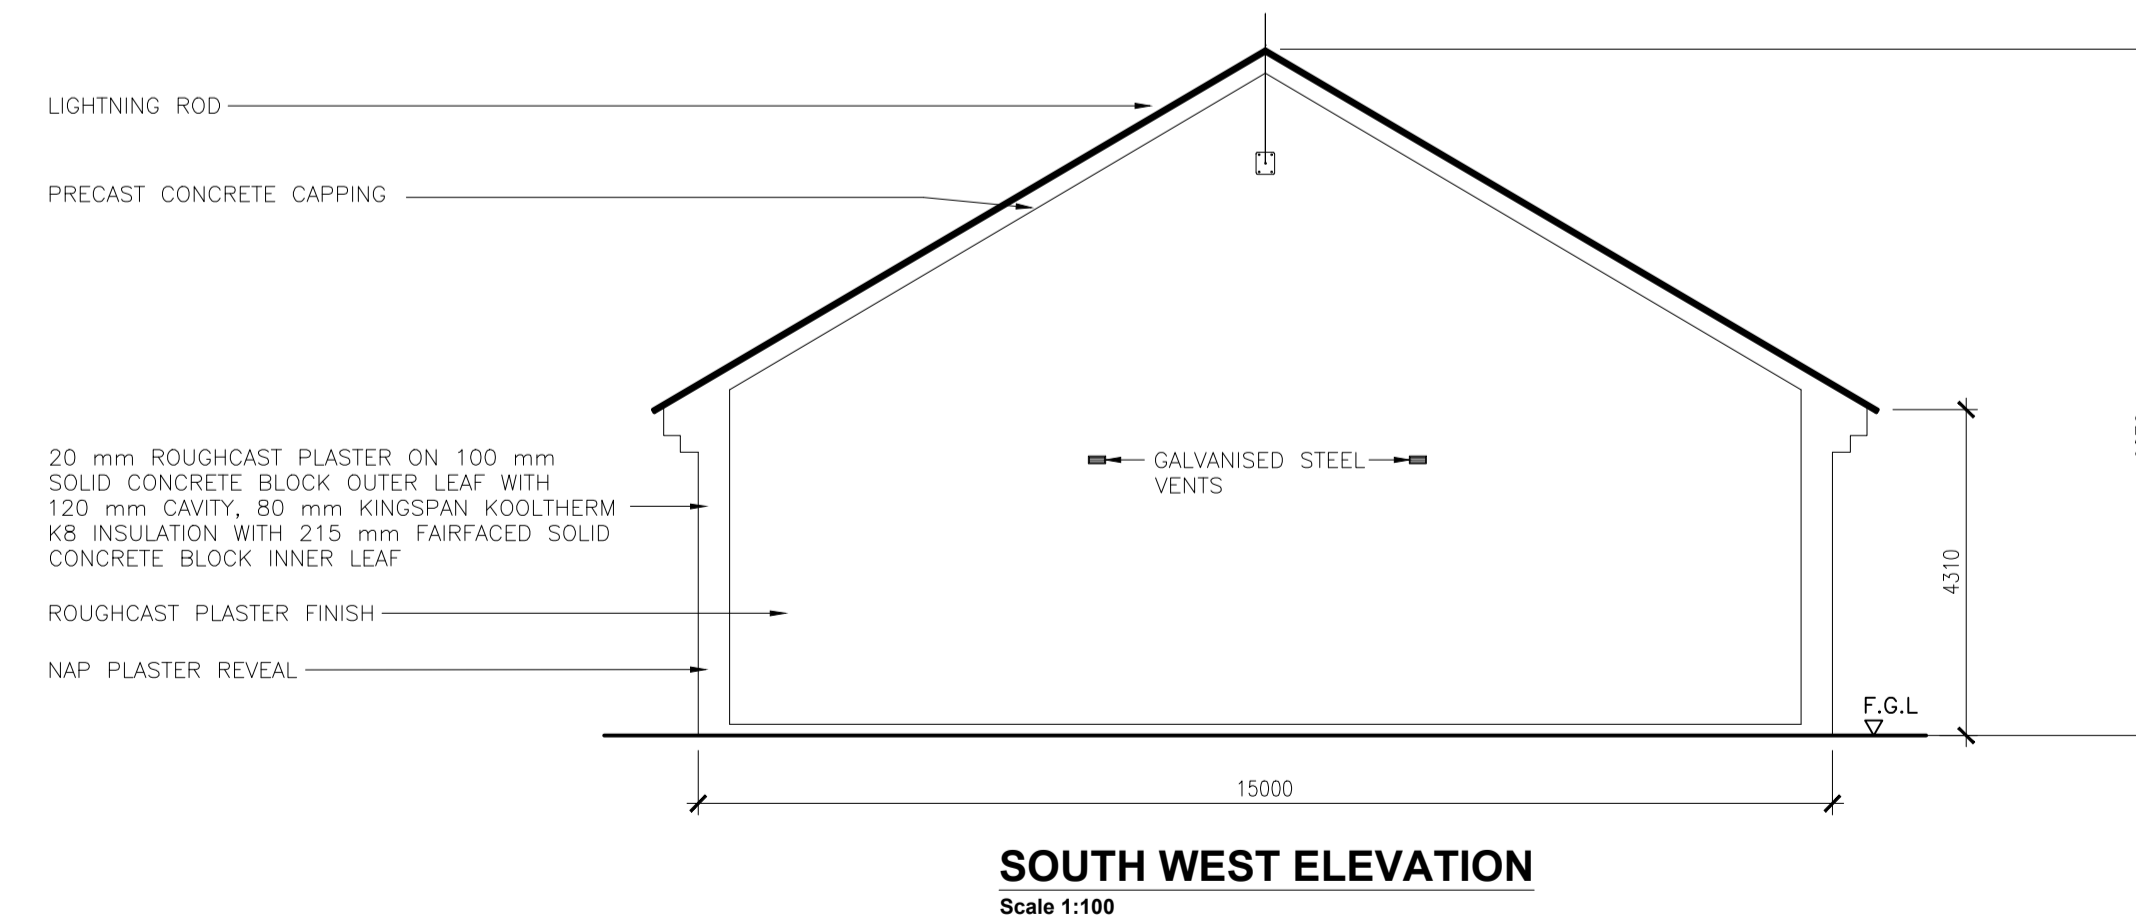 LIGHTNING ROD
PRECAST CONCRETE CAPPING
20 mm ROUGHCAST PLASTER ON 100 mm
SOLID CONCRETE BLOCK OUTER LEAF WITH
120 mm CAVITY, 80 mm KINGSPAN KOOLTHERM
K8 INSULATION WITH 215 mm FAIRFACED SOLID
CONCRETE BLOCK INNER LEAF
GALVANISED STEEL
VENTS
ROUGHCAST PLASTER FINISH
NAP PLASTER REVEAL
4310
F.G.L
15000
SOUTH WEST ELEVATION
Scale 1:100